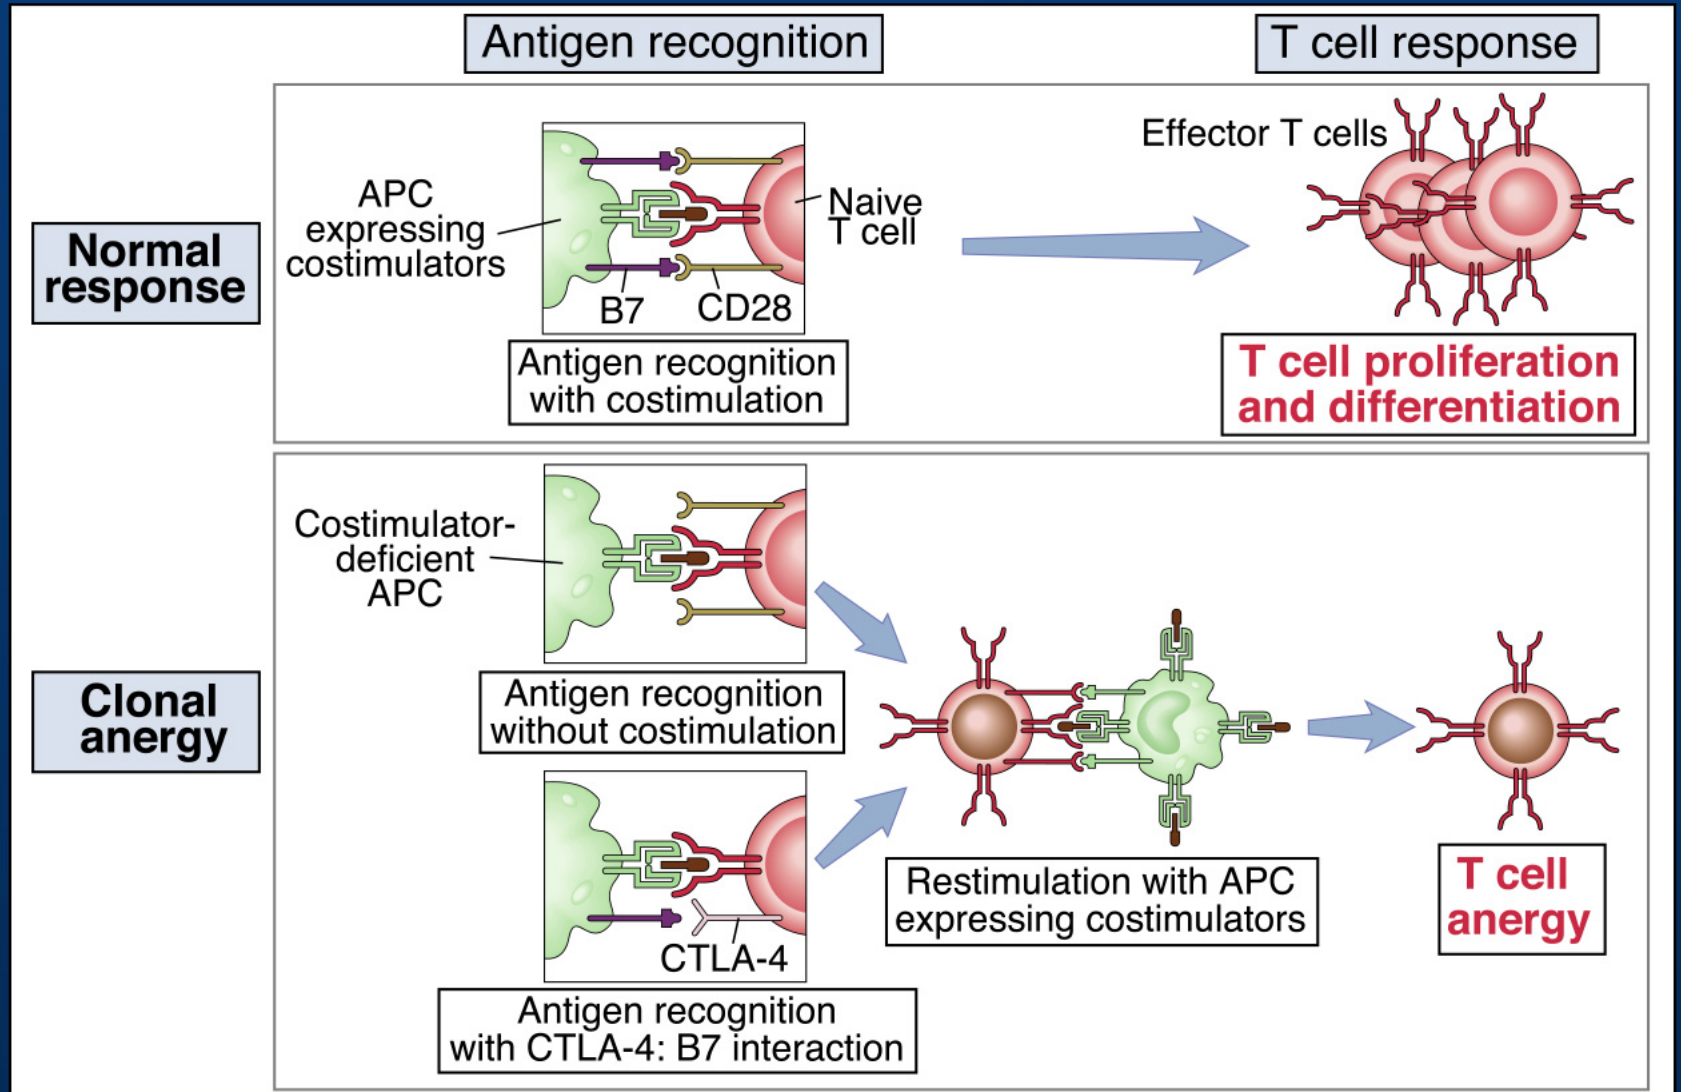 Antigen recognition
T cell response
Normal
response
APC
expressing
costimulators
B7
CD28
Naive
T cell
Antigen recognition
with costimulation
Effector T cells
T cell proliferation
and differentiation
Clonal
anergy
Costimulator-
deficient
APC
Antigen recognition
without costimulation
CTLA-4
Antigen recognition
with CTLA-4: B7 interaction
Restimulation with APC
expressing costimulators
T cell
anergy